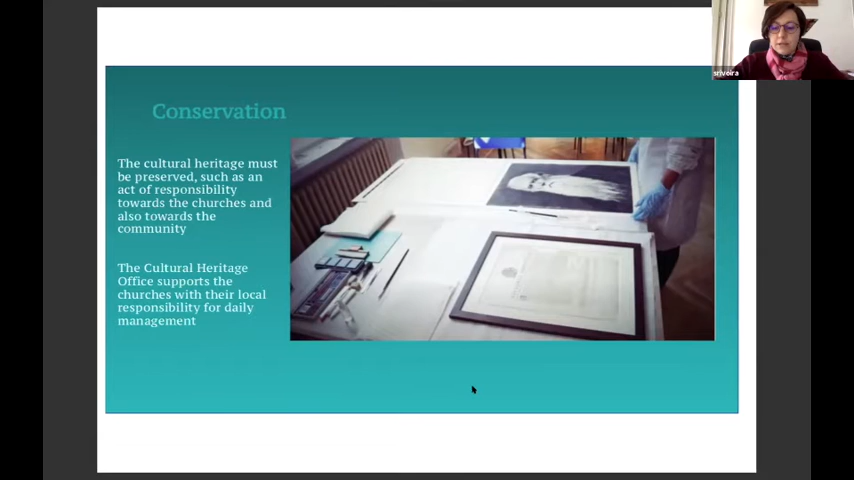 srivoira
Conservation
The cultural heritage must
be preserved, such as an
act of responsibility
towards the churches and
also towards the
community
The Cultural Heritage
Office supports the
churches with their local
responsibility for daily
management